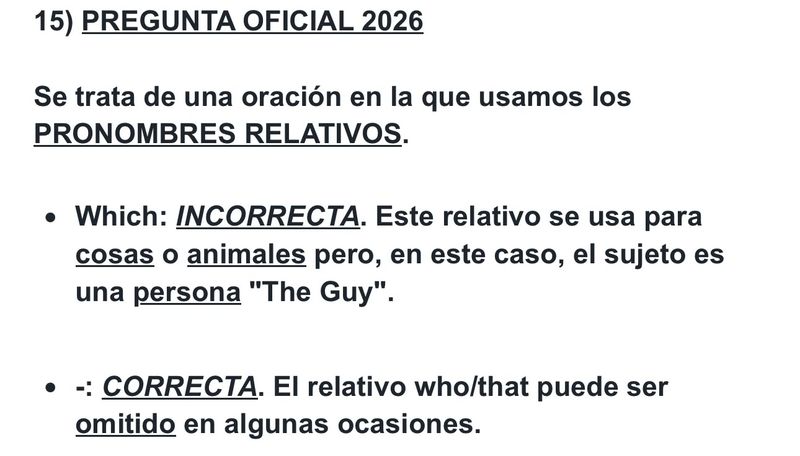 15) PREGUNTA OFICIAL 2026
Se trata de una oración en la que usamos los
PRONOMBRES RELATIVOS.
• Which: INCORRECTA. Este relativo se usa para
cosas o animales pero, en este caso, el sujeto es
una persona "The Guy".
• -: CORRECTA. El relativo who/that puede ser
omitido en algunas ocasiones.